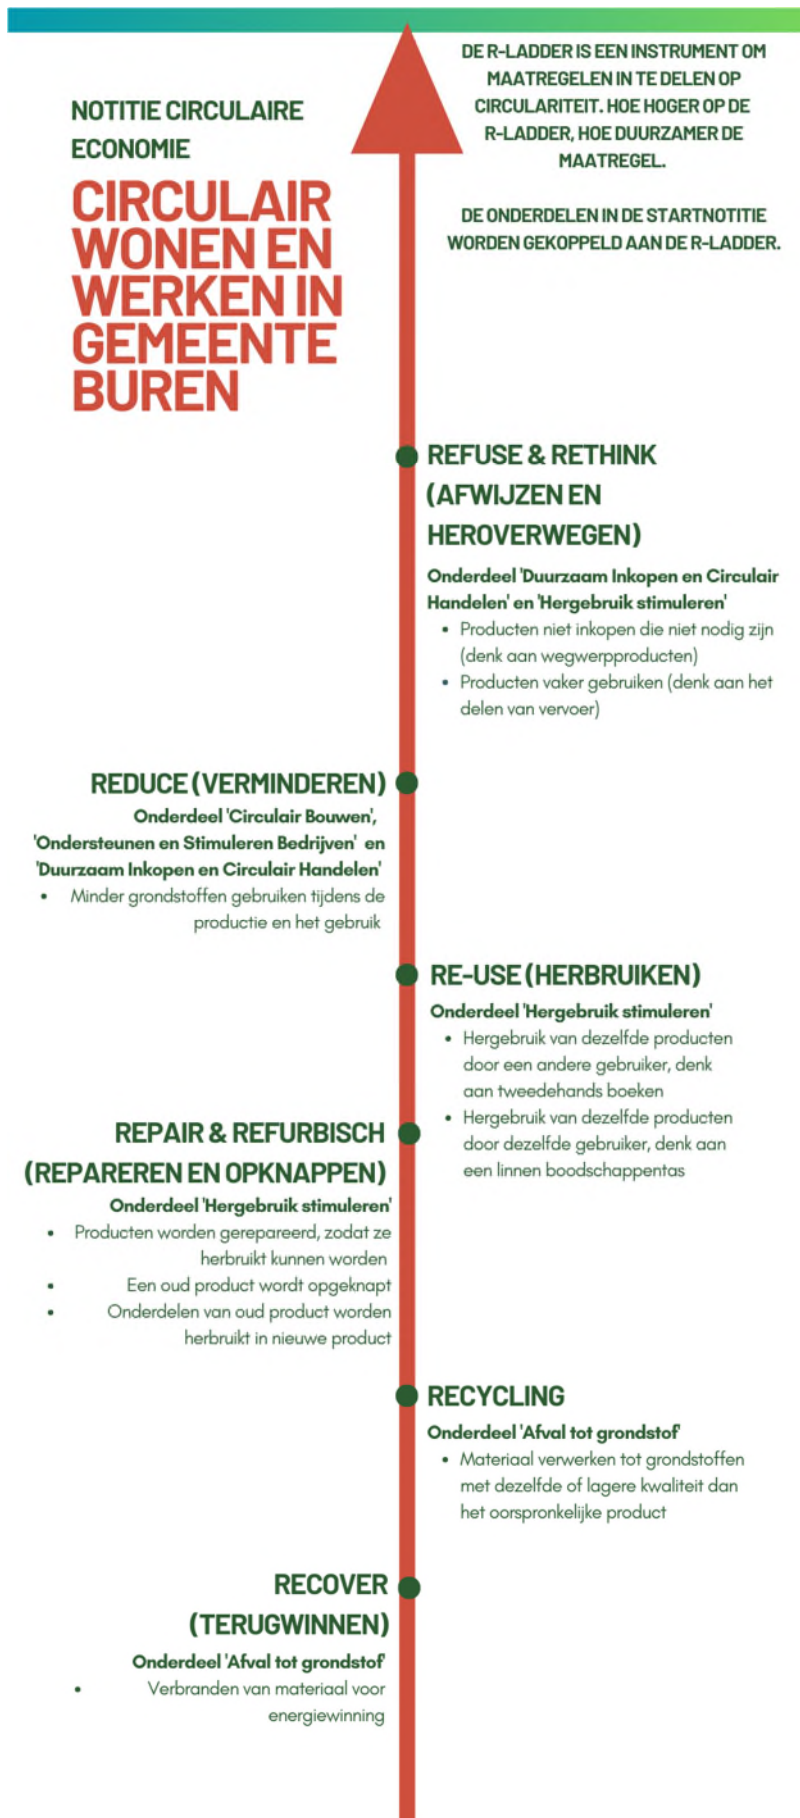 NOTITIE CIRCULAIRE
ECONOMIE
CIRCULAIR
WONEN EN
WERKEN IN
GEMEENTE
BUREN
DE R-LADDER IS EEN INSTRUMENT OM
MAATREGELEN IN TE DELEN OP
CIRCULARITEIT. HOE HOGER OP DE
R-LADDER, HOE DUURZAMER DE
MAATREGEL.
DE ONDERDELEN IN DE STARTNOTITIE
WORDEN GEKOPPELD AAN DE R-LADDER.
REFUSE & RETHINK
(AFWIJZEN EN
HEROVERWEGEN)
Onderdeel 'Duurzaam Inkopen en Circulair
Handelen' en 'Hergebruik stimuleren'
• Producten niet inkopen die niet nodig zijn
(denk aan wegwerpproducten)
• Producten vaker gebruiken (denk aan het
delen van vervoer)
REDUCE (VERMINDEREN)
Onderdeel 'Circulair Bouwen',
'Ondersteunen en Stimuleren Bedrijven' en
'Duurzaam Inkopen en Circulair Handelen'
• Minder grondstoffen gebruiken tijdens de
productie en het gebruik
RE-USE (HERBRUIKEN)
Onderdeel 'Hergebruik stimuleren'
• Hergebruik van dezelfde producten
door een andere gebruiker, denk
aan tweedehands boeken
• Hergebruik van dezelfde producten
door dezelfde gebruiker, denk aan
een linnen boodschappentas
REPAIR & REFURBISCH
(REPAREREN EN OPKNAPPEN)
Onderdeel 'Hergebruik stimuleren'
• Producten worden gerepareerd, zodat ze
herbruikt kunnen worden
• Een oud product wordt opgeknapt
• Onderdelen van oud product worden
herbruikt in nieuwe product
RECYCLING
Onderdeel 'Afval tot grondstof'
• Materiaal verwerken tot grondstoffen
met dezelfde of lagere kwaliteit dan
het oorspronkelijke product
RECOVER
(TERUGWINNEN)
Onderdeel 'Afval tot grondstof'
• Verbranden van materiaal voor
energiewinning